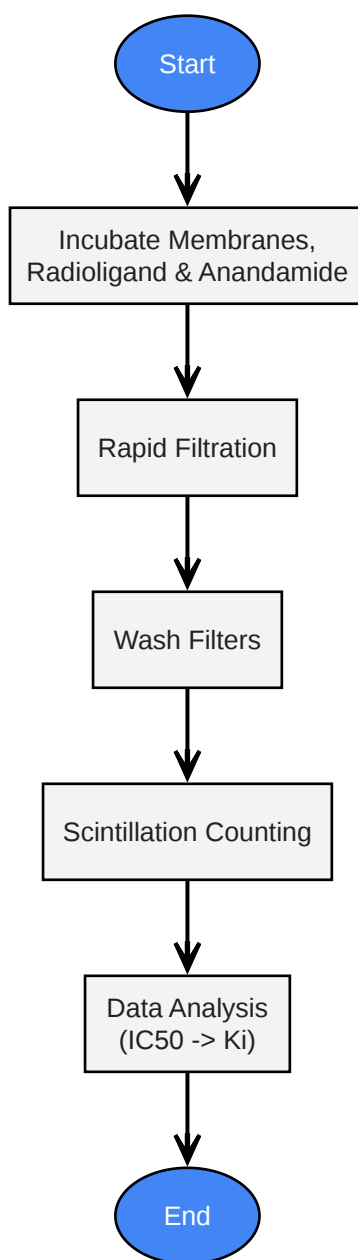 Start
Incubate Membranes,
Radioligand & Anandamide
Rapid Filtration
Wash Filters
Scintillation Counting
Data Analysis
(IC50 -> Ki)
End